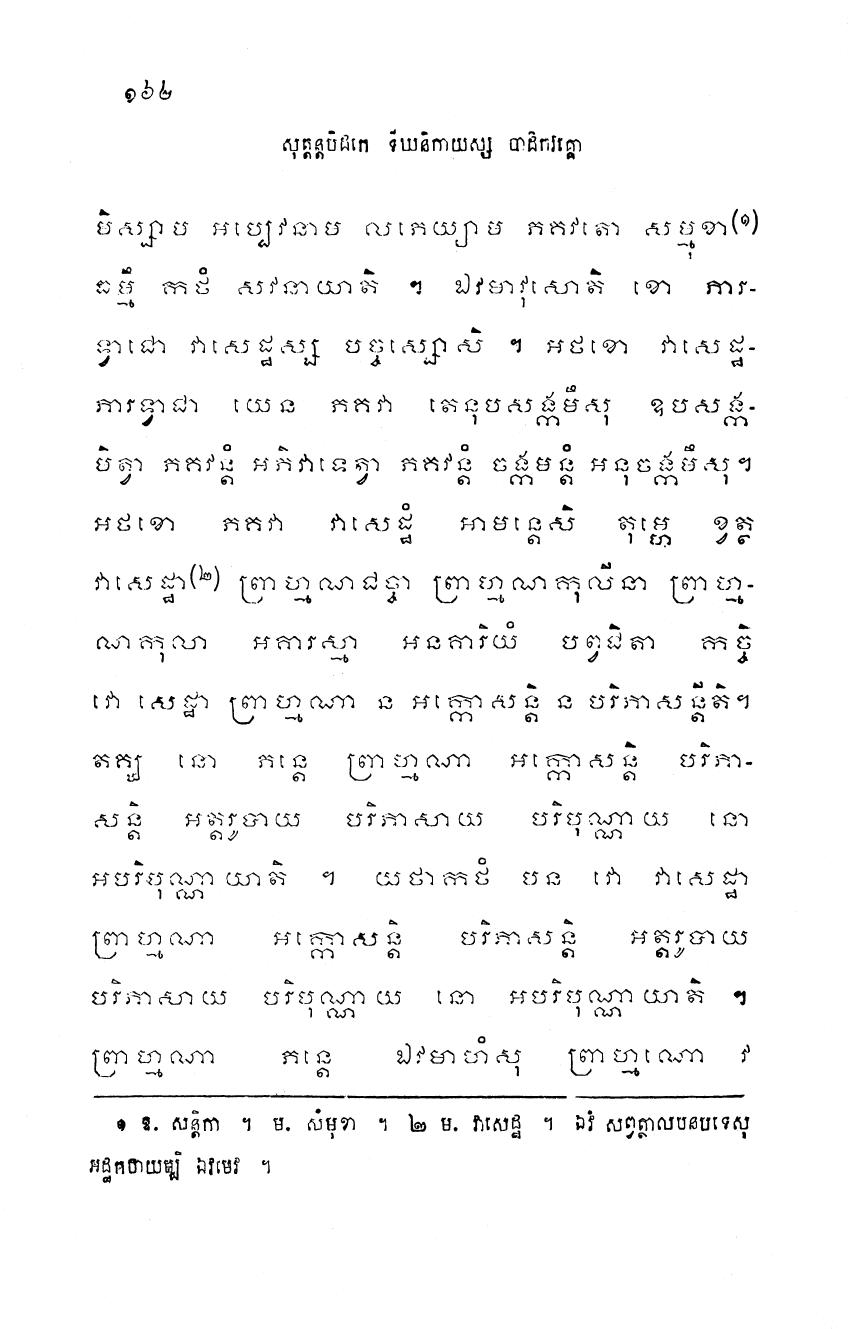 ១៦២
សុត្តន្តបិដកេ ទីឃនិកាយស្ស បាដិកវគ្គោ
មិស្សាម អប្បេវនាម លភេយ្យាម ភគវតោ សម្មុខា(១)
ធម្មឹ កថំ សវនាយាតិ ។ ឯវមាវុសោតិ ខោ ភារ-
ទ្វាជោ វាសេដ្ឋស្ស បច្ចស្សោសិ ។ អថខោ វាសេដ្ឋ-
ភារទ្វាជា យេន ភគវា តេនុបសង្កមឹសុ ឧបសង្ក-
មិត្វា ភគវន្តំ អភិវាទេត្វា ភគវន្តំ ចង្កមន្តំ អនុចង្កមឹសុ។
អថខោ ភគវា វាសេដ្ឋំ អាមន្តេសិ តុម្ហេ ខ្វត្ថ
វាសេដ្ឋា(២) ព្រាហ្មណជច្ចា ព្រាហ្មណកុលីនា ព្រាហ្ម-
ណកុលា អគារស្មា អនគារិយំ បព្វជិតា កច្ចិ
វោ សេដ្ឋា ព្រាហ្មណា ន អក្កោសន្តិ ន បរិភាសន្តីតិ។
តគ្ឃ នោ ភន្តេ ព្រាហ្មណា អក្កោសន្តិ បរិភា-
សន្តិ អត្តរូបាយ បរិភាសាយ បរិបុណ្ណាយ នោ
អបរិបុណ្ណាយាតិ ។ យថាកថំ បន វោ វាសេដ្ឋា
ព្រាហ្មណា អក្កោសន្តិ បរិភាសន្តិ អត្តរូបាយ
បរិភាសាយ បរិបុណ្ណាយ នោ អបរិបុណ្ណាយាតិ ។
ព្រាហ្មណា ភន្តេ ឯវមាហំសុ ព្រាហ្មណោ វ
១ ឱ. សន្តិកា ។ ម. សំមុខា ។ ២ ម. វាសេដ្ឋ ។ ឯវំ សព្វត្ថាលបនបទេសុ
អដ្ឋកថាយម្បិ ឯវមេវ ។